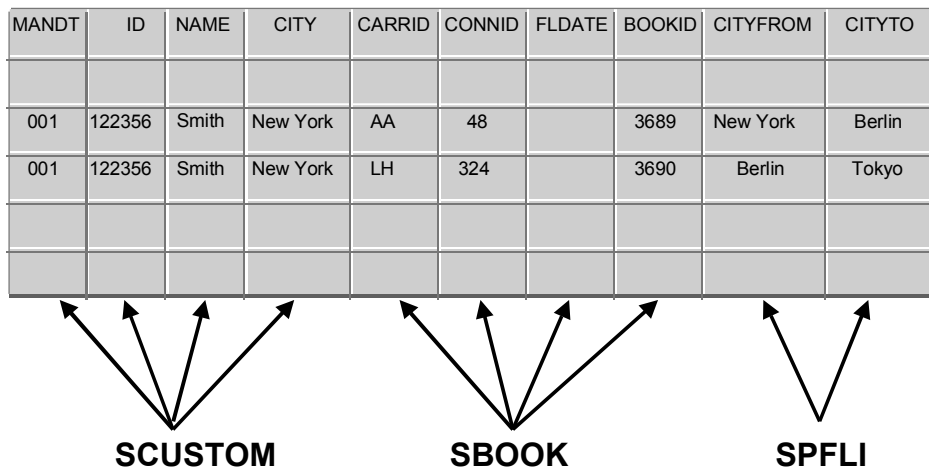 MANDT ID NAME CITY CARRID CONNID FLDATE BOOKID CITYFROM CITYTO
001 122356 Smith New York AA 48 3689 New York Berlin
001 122356 Smith New York LH 324 3690 Berlin Tokyo
SCUSTOM SBOOK SPFLI